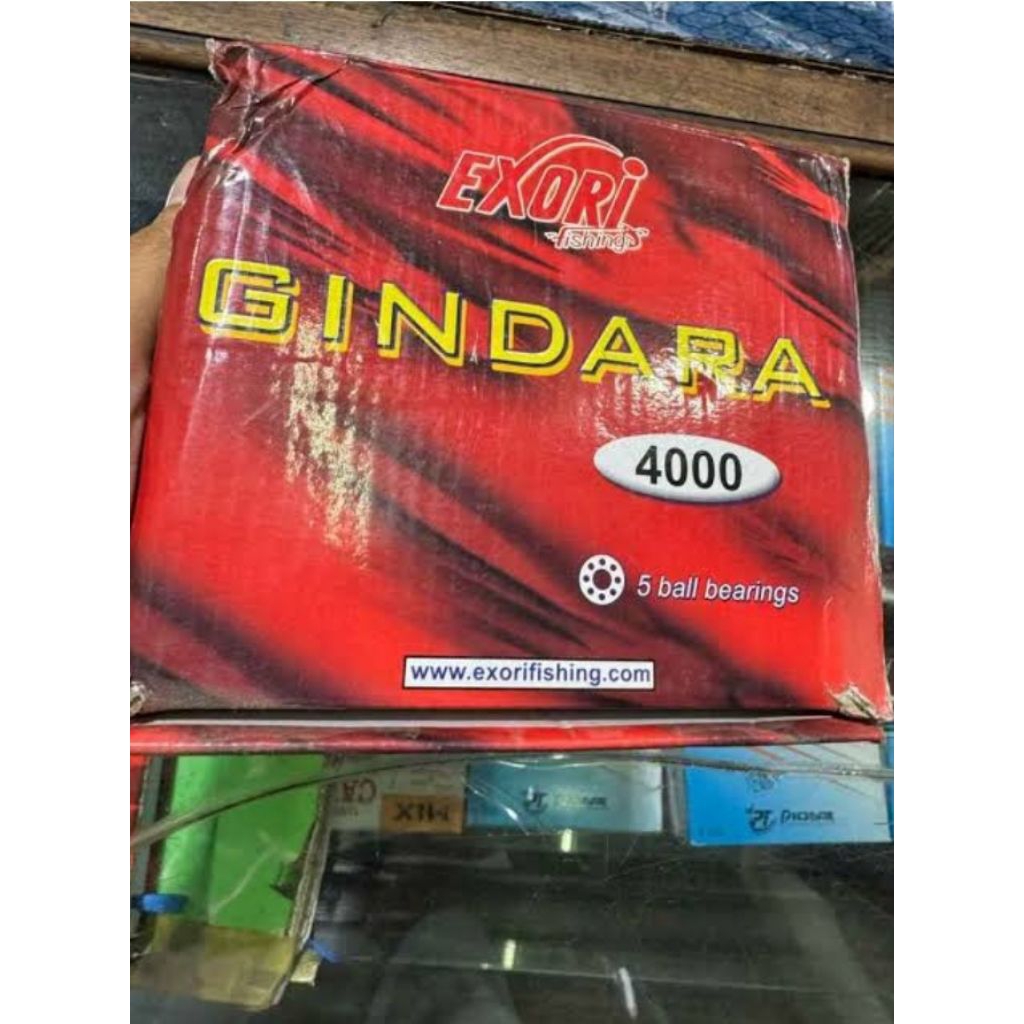 EXORi
fishing
GINDARA
4000
5 ball bearings
www.exorifishing.com